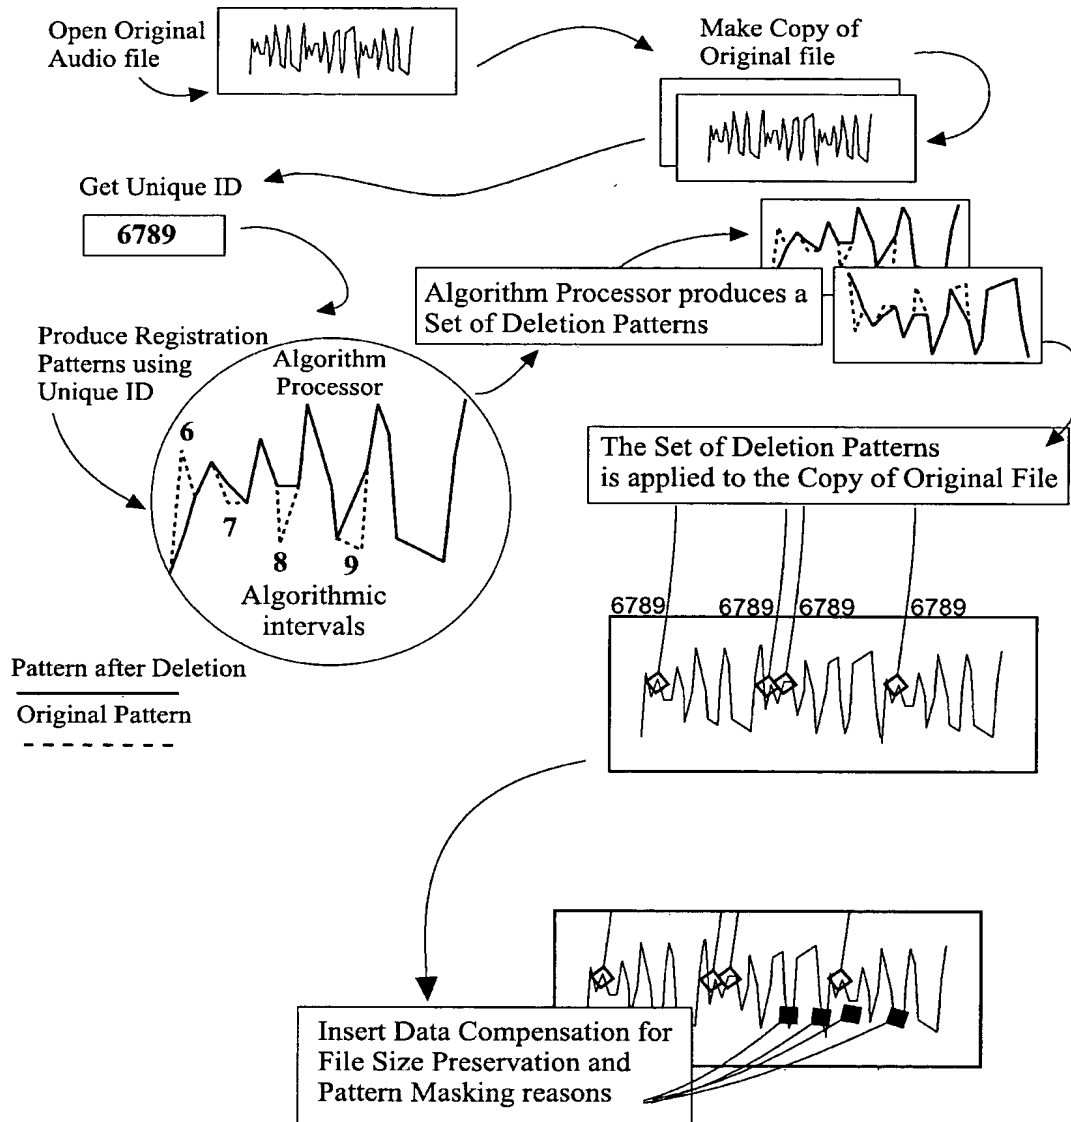 Open Original
Audio file
Make Copy of
Original file
Get Unique ID
6789
Algorithm Processor produces a
Set of Deletion Patterns
Produce Registration
Patterns using
Unique ID
Algorithm
Processor
6
7
8
9
Algorithmic
intervals
The Set of Deletion Patterns
is applied to the Copy of Original File
6789 6789 6789 6789
Pattern after Deletion
Original Pattern
Insert Data Compensation for
File Size Preservation and
Pattern Masking reasons